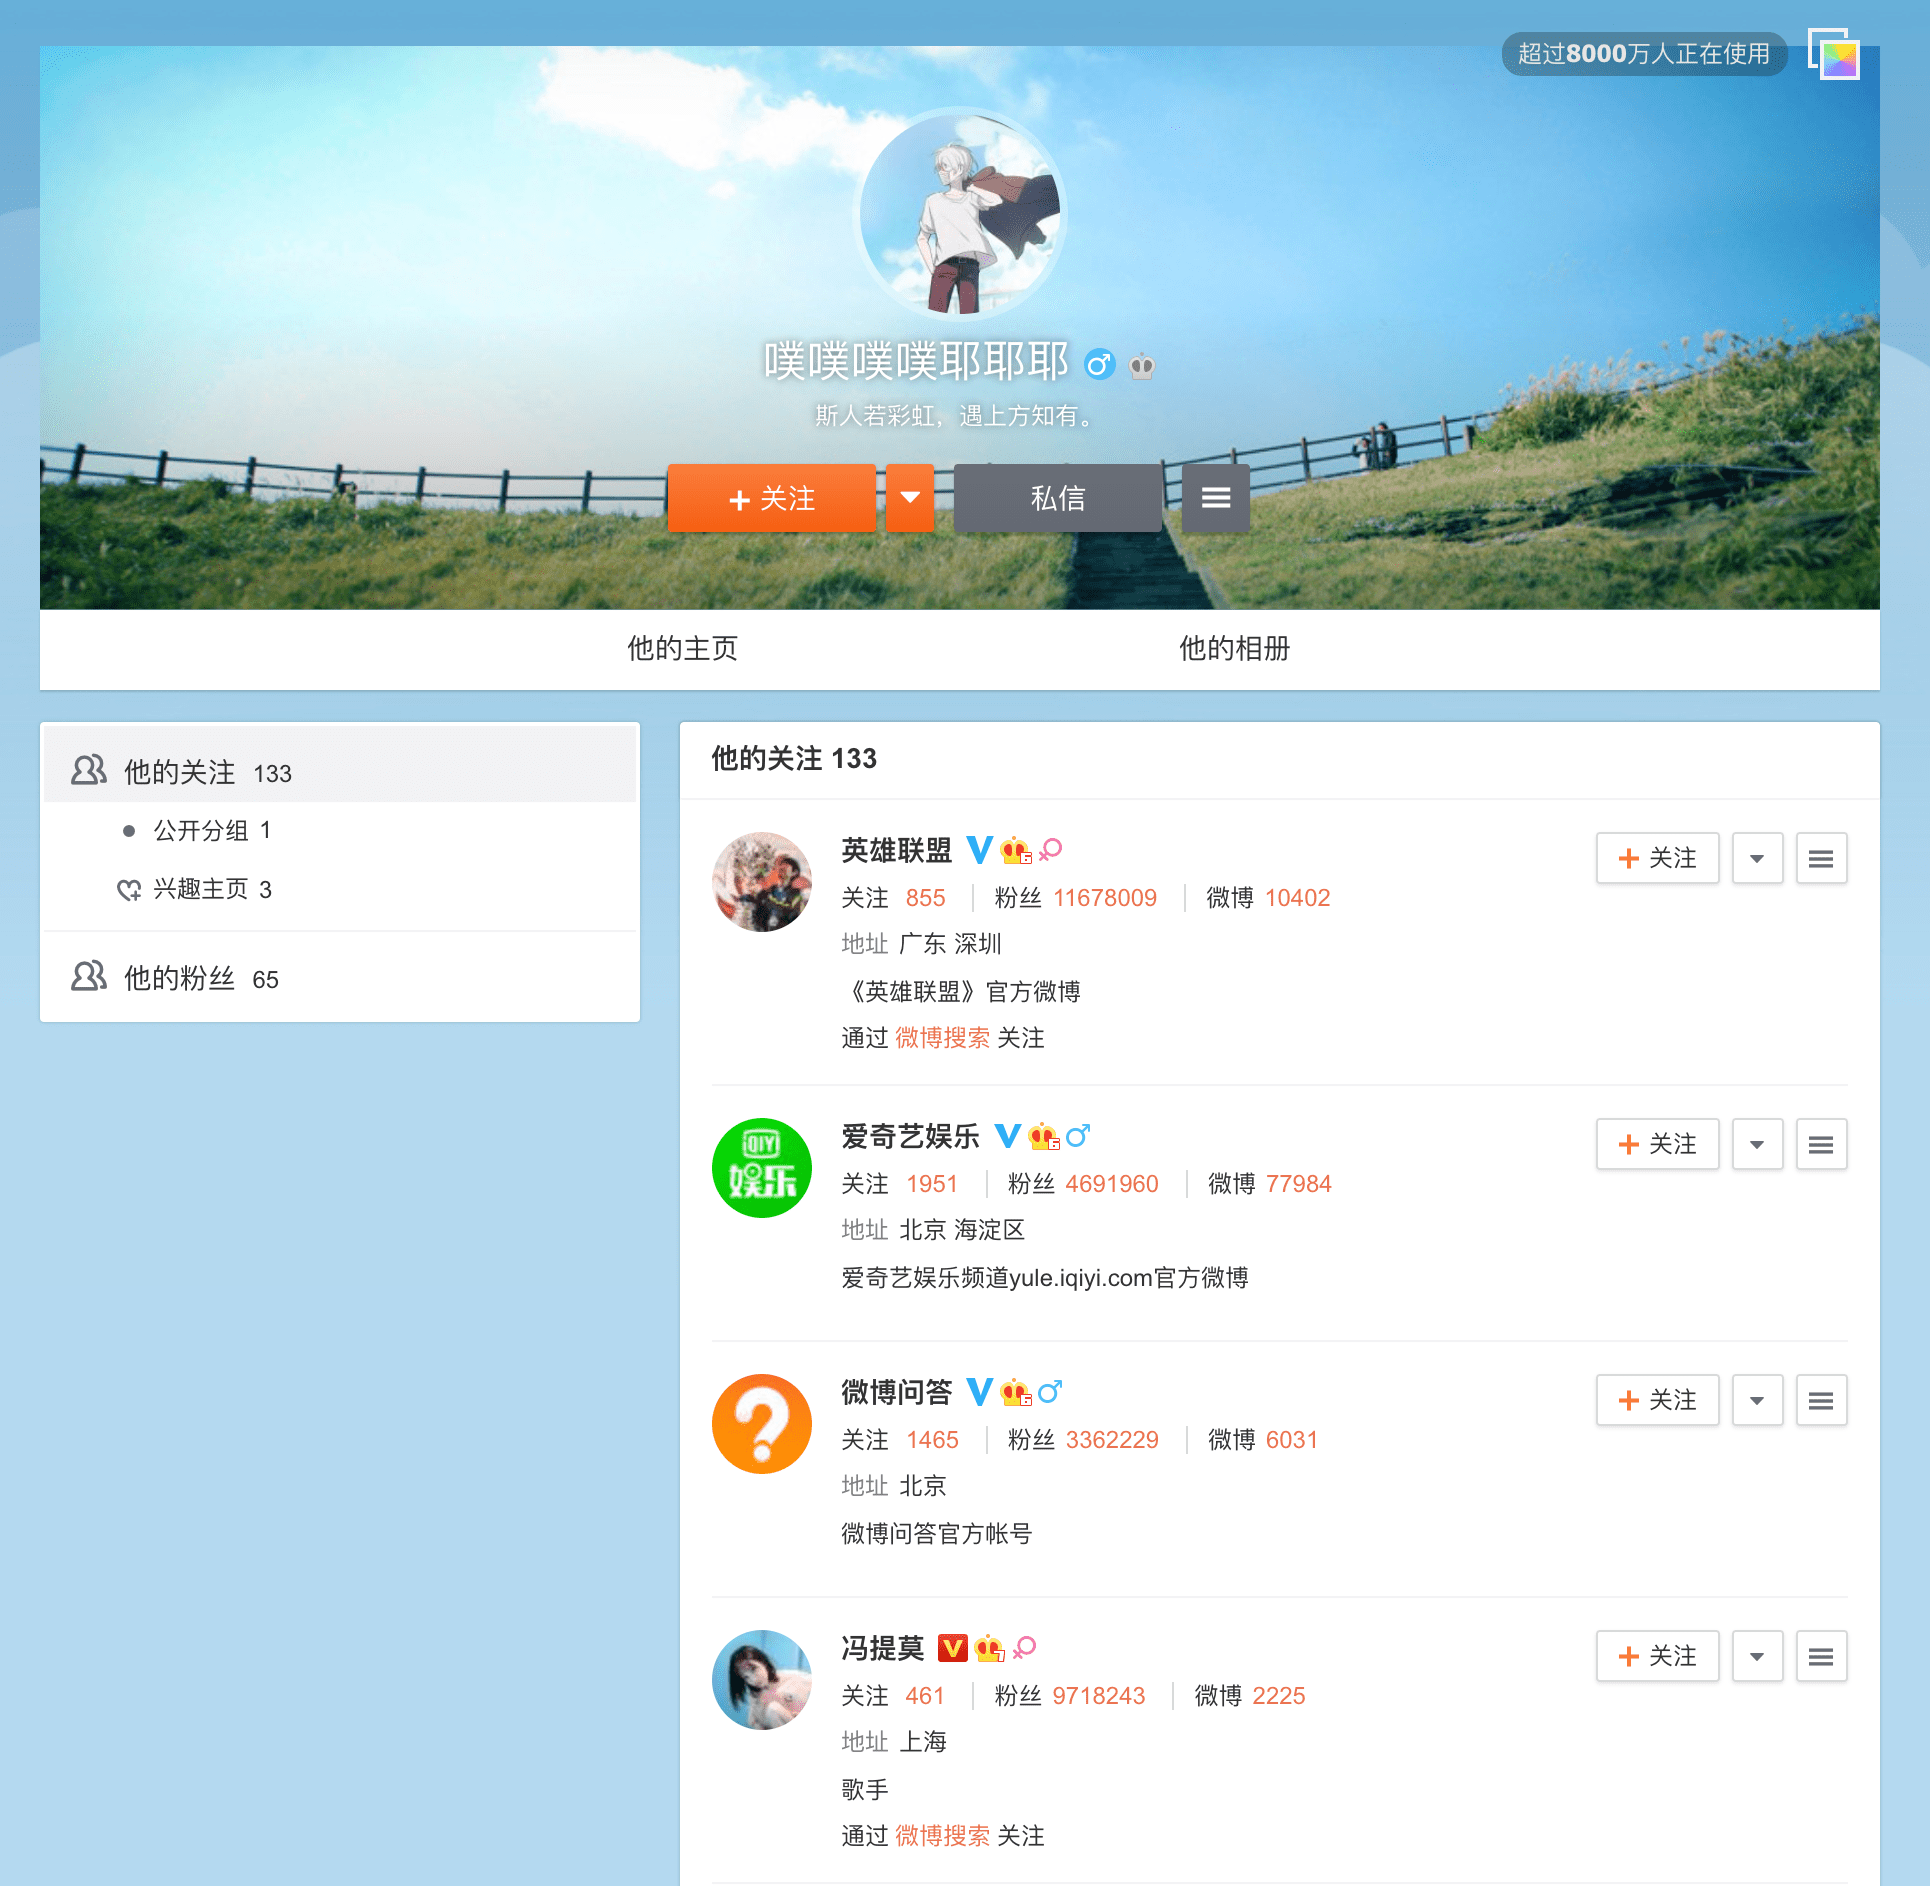 超过8000万人正在使用
噗噗噗噗耶耶耶
斯人若彩虹，遇上方知有。
+ 关注
私信
他的主页
他的相册
他的关注 133
公开分组 1
兴趣主页 3
他的粉丝 65
他的关注 133
英雄联盟 V 6
+ 关注
关注 855 粉丝 11678009 微博 10402
地址 广东 深圳
《英雄联盟》官方微博
通过 微博搜索 关注
QIY
娱乐
爱奇艺娱乐 V 6
+ 关注
关注 1951 粉丝 4691960 微博 77984
地址 北京 海淀区
爱奇艺娱乐频道yule.iqiyi.com官方微博
?
微博问答 V 6
+ 关注
关注 1465 粉丝 3362229 微博 6031
地址 北京
微博问答官方帐号
冯提莫 V 7
+ 关注
关注 461 粉丝 9718243 微博 2225
地址 上海
歌手
通过 微博搜索 关注